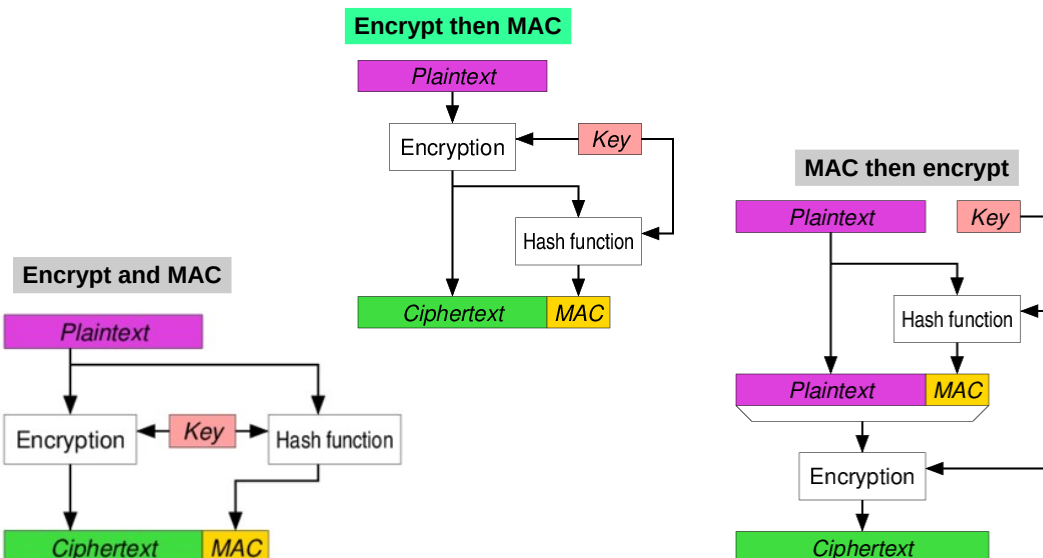 Encrypt then MAC
Plaintext
Encryption
Key
Hash function
Ciphertext
MAC
MAC then encrypt
Plaintext
Key
Hash function
Plaintext
MAC
Encryption
Ciphertext
Encrypt and MAC
Plaintext
Encryption
Key
Hash function
Ciphertext
MAC